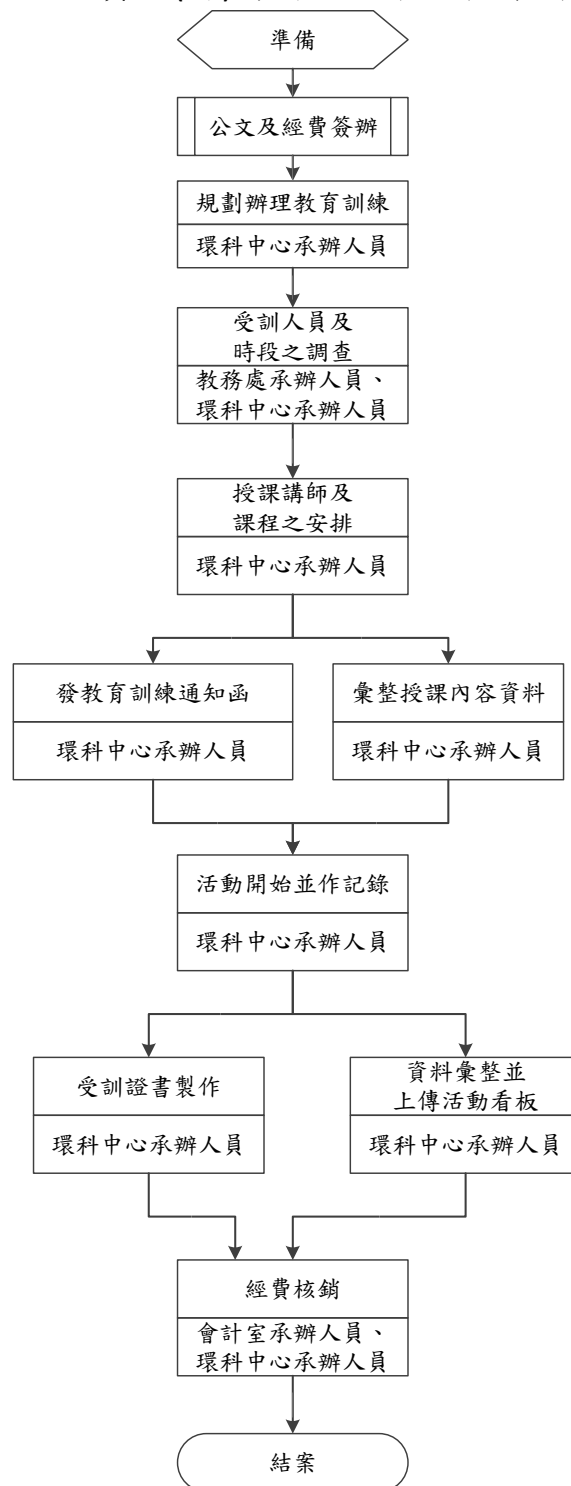 準備
公文及經費簽辦
規劃辦理教育訓練
環科中心承辦人員
受訓人員及
時段之調查
教務處承辦人員、
環科中心承辦人員
授課講師及
課程之安排
環科中心承辦人員
發教育訓練通知函
環科中心承辦人員
彙整授課內容資料
環科中心承辦人員
活動開始並作記錄
環科中心承辦人員
受訓證書製作
環科中心承辦人員
資料彙整並
上傳活動看板
環科中心承辦人員
經費核銷
會計室承辦人員、
環科中心承辦人員
結案